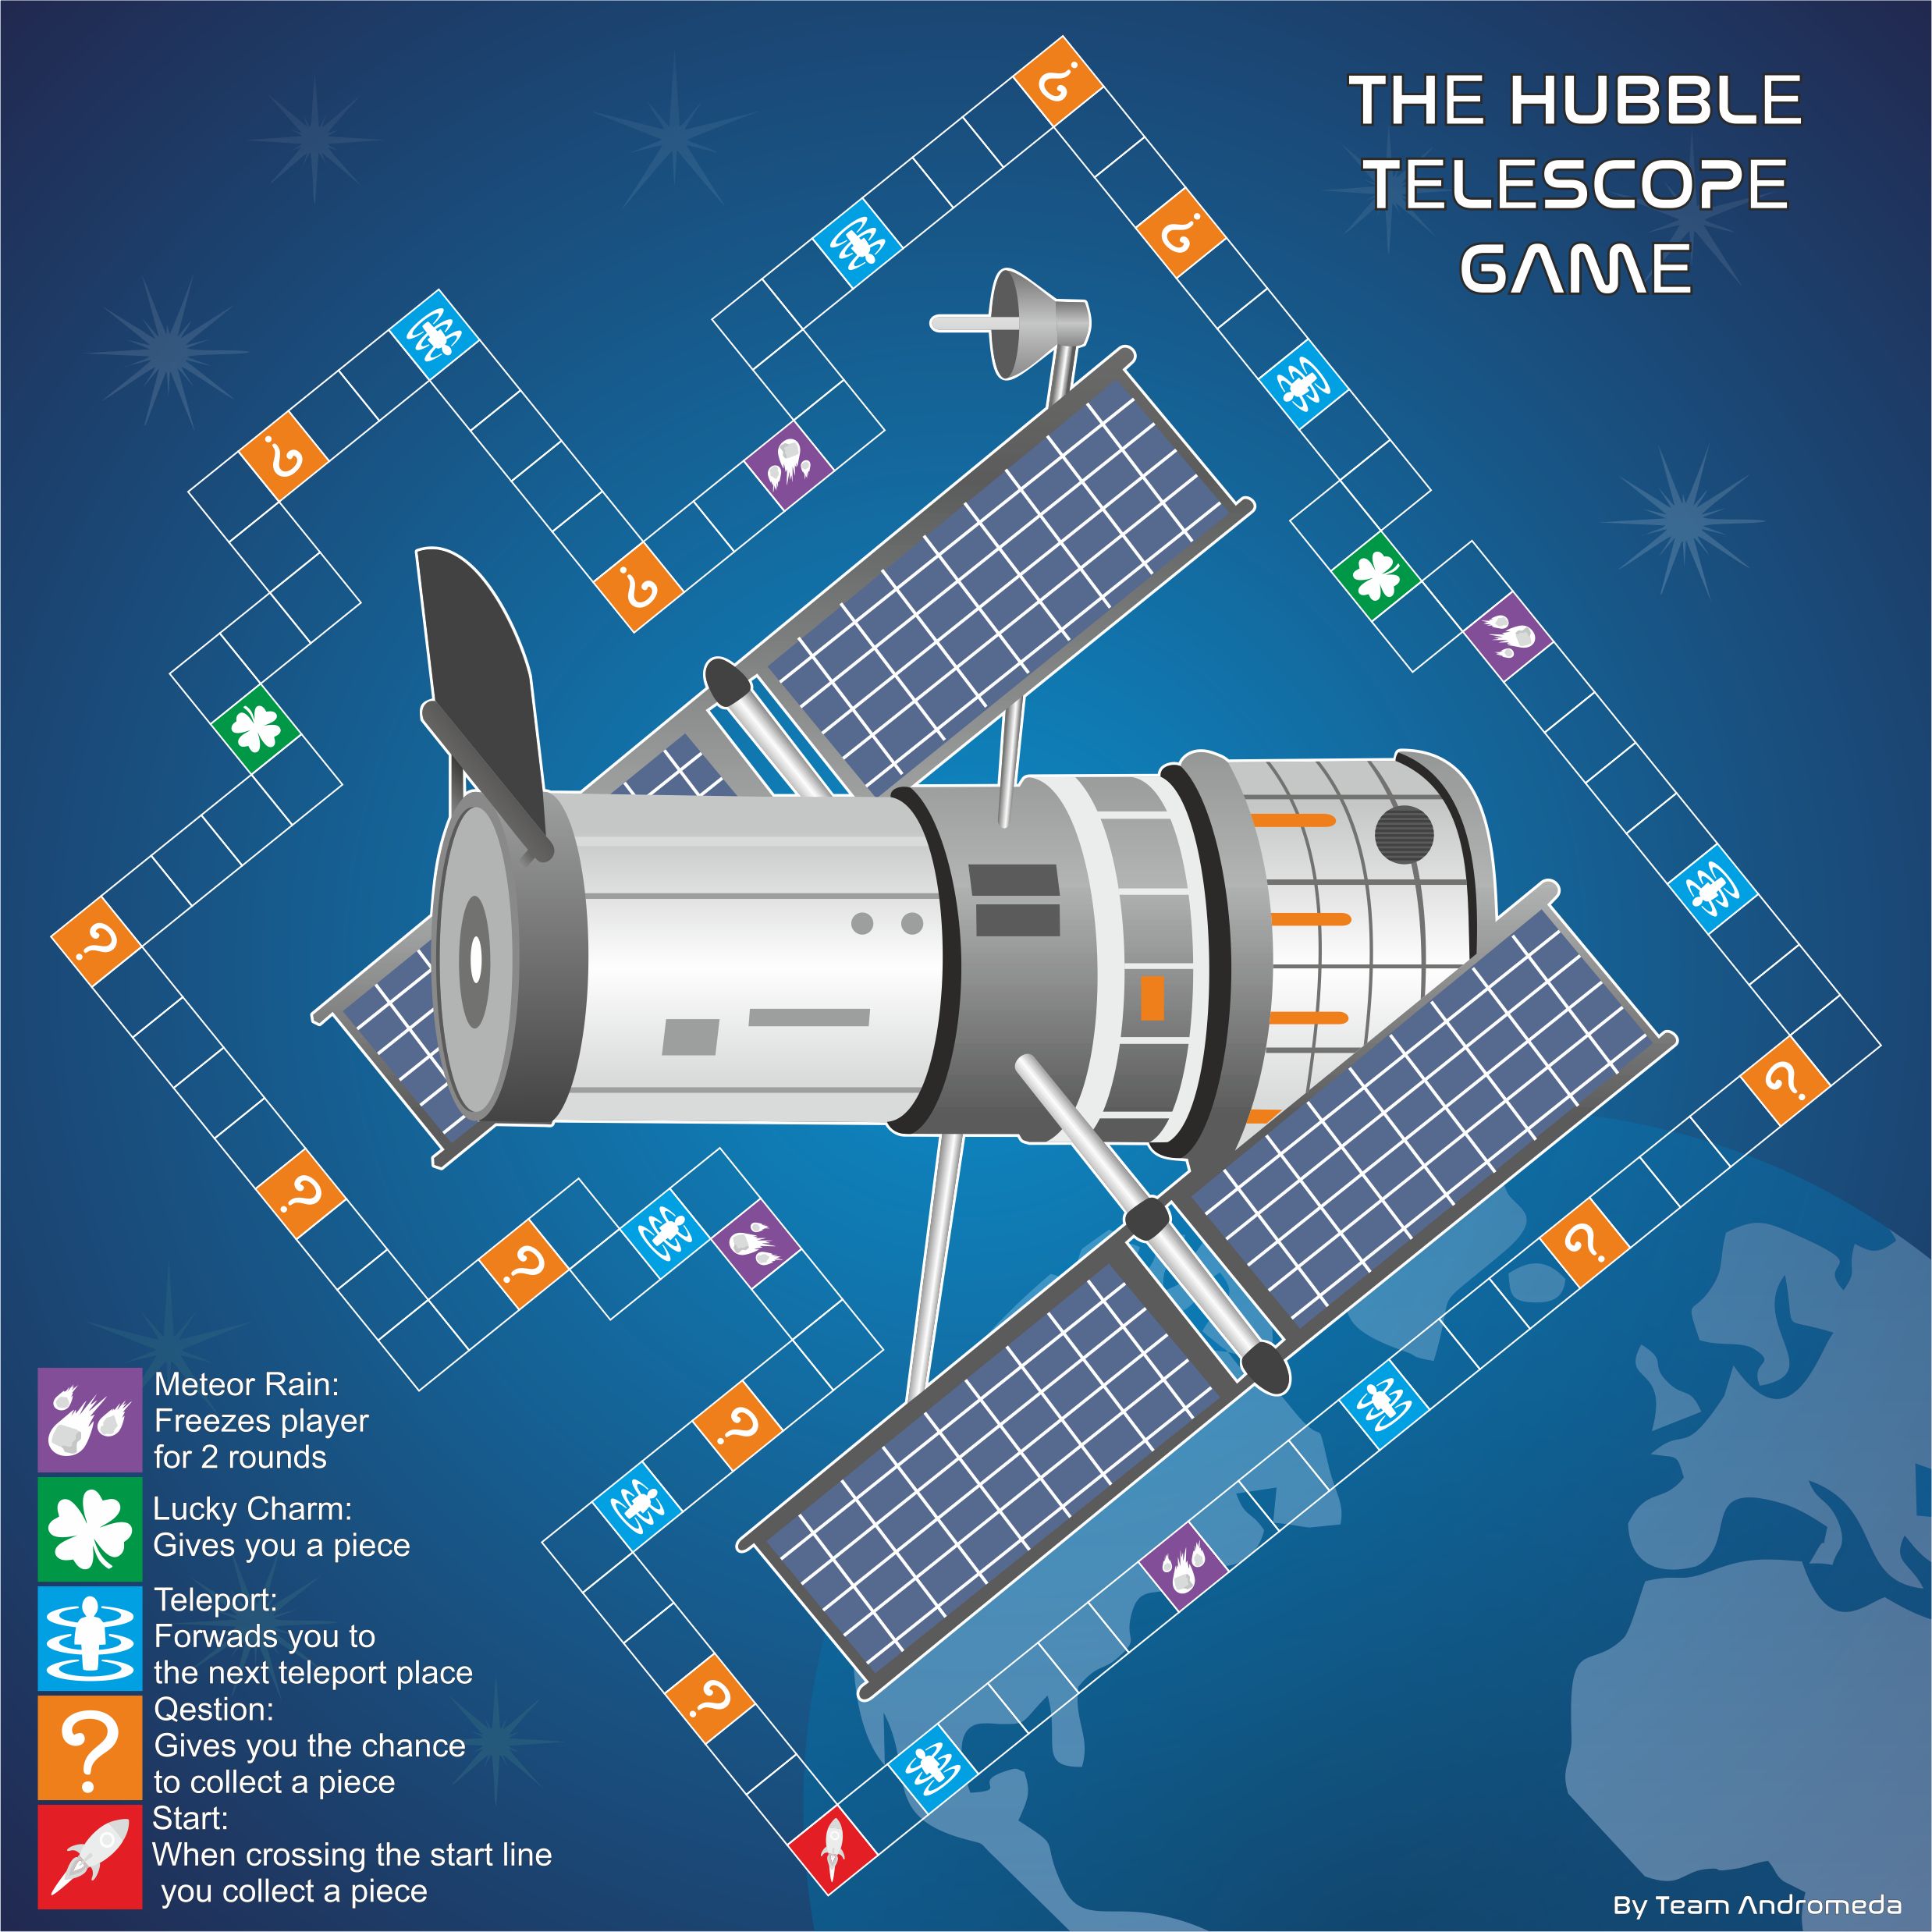 THE HUBBLE
TELESCOPE
GAME
Meteor Rain:
Freezes player
for 2 rounds
Lucky Charm:
Gives you a piece
Teleport:
Forwads you to
the next teleport place
Qestion:
Gives you the chance
to collect a piece
Start:
When crossing the start line
you collect a piece
By Team Andromeda